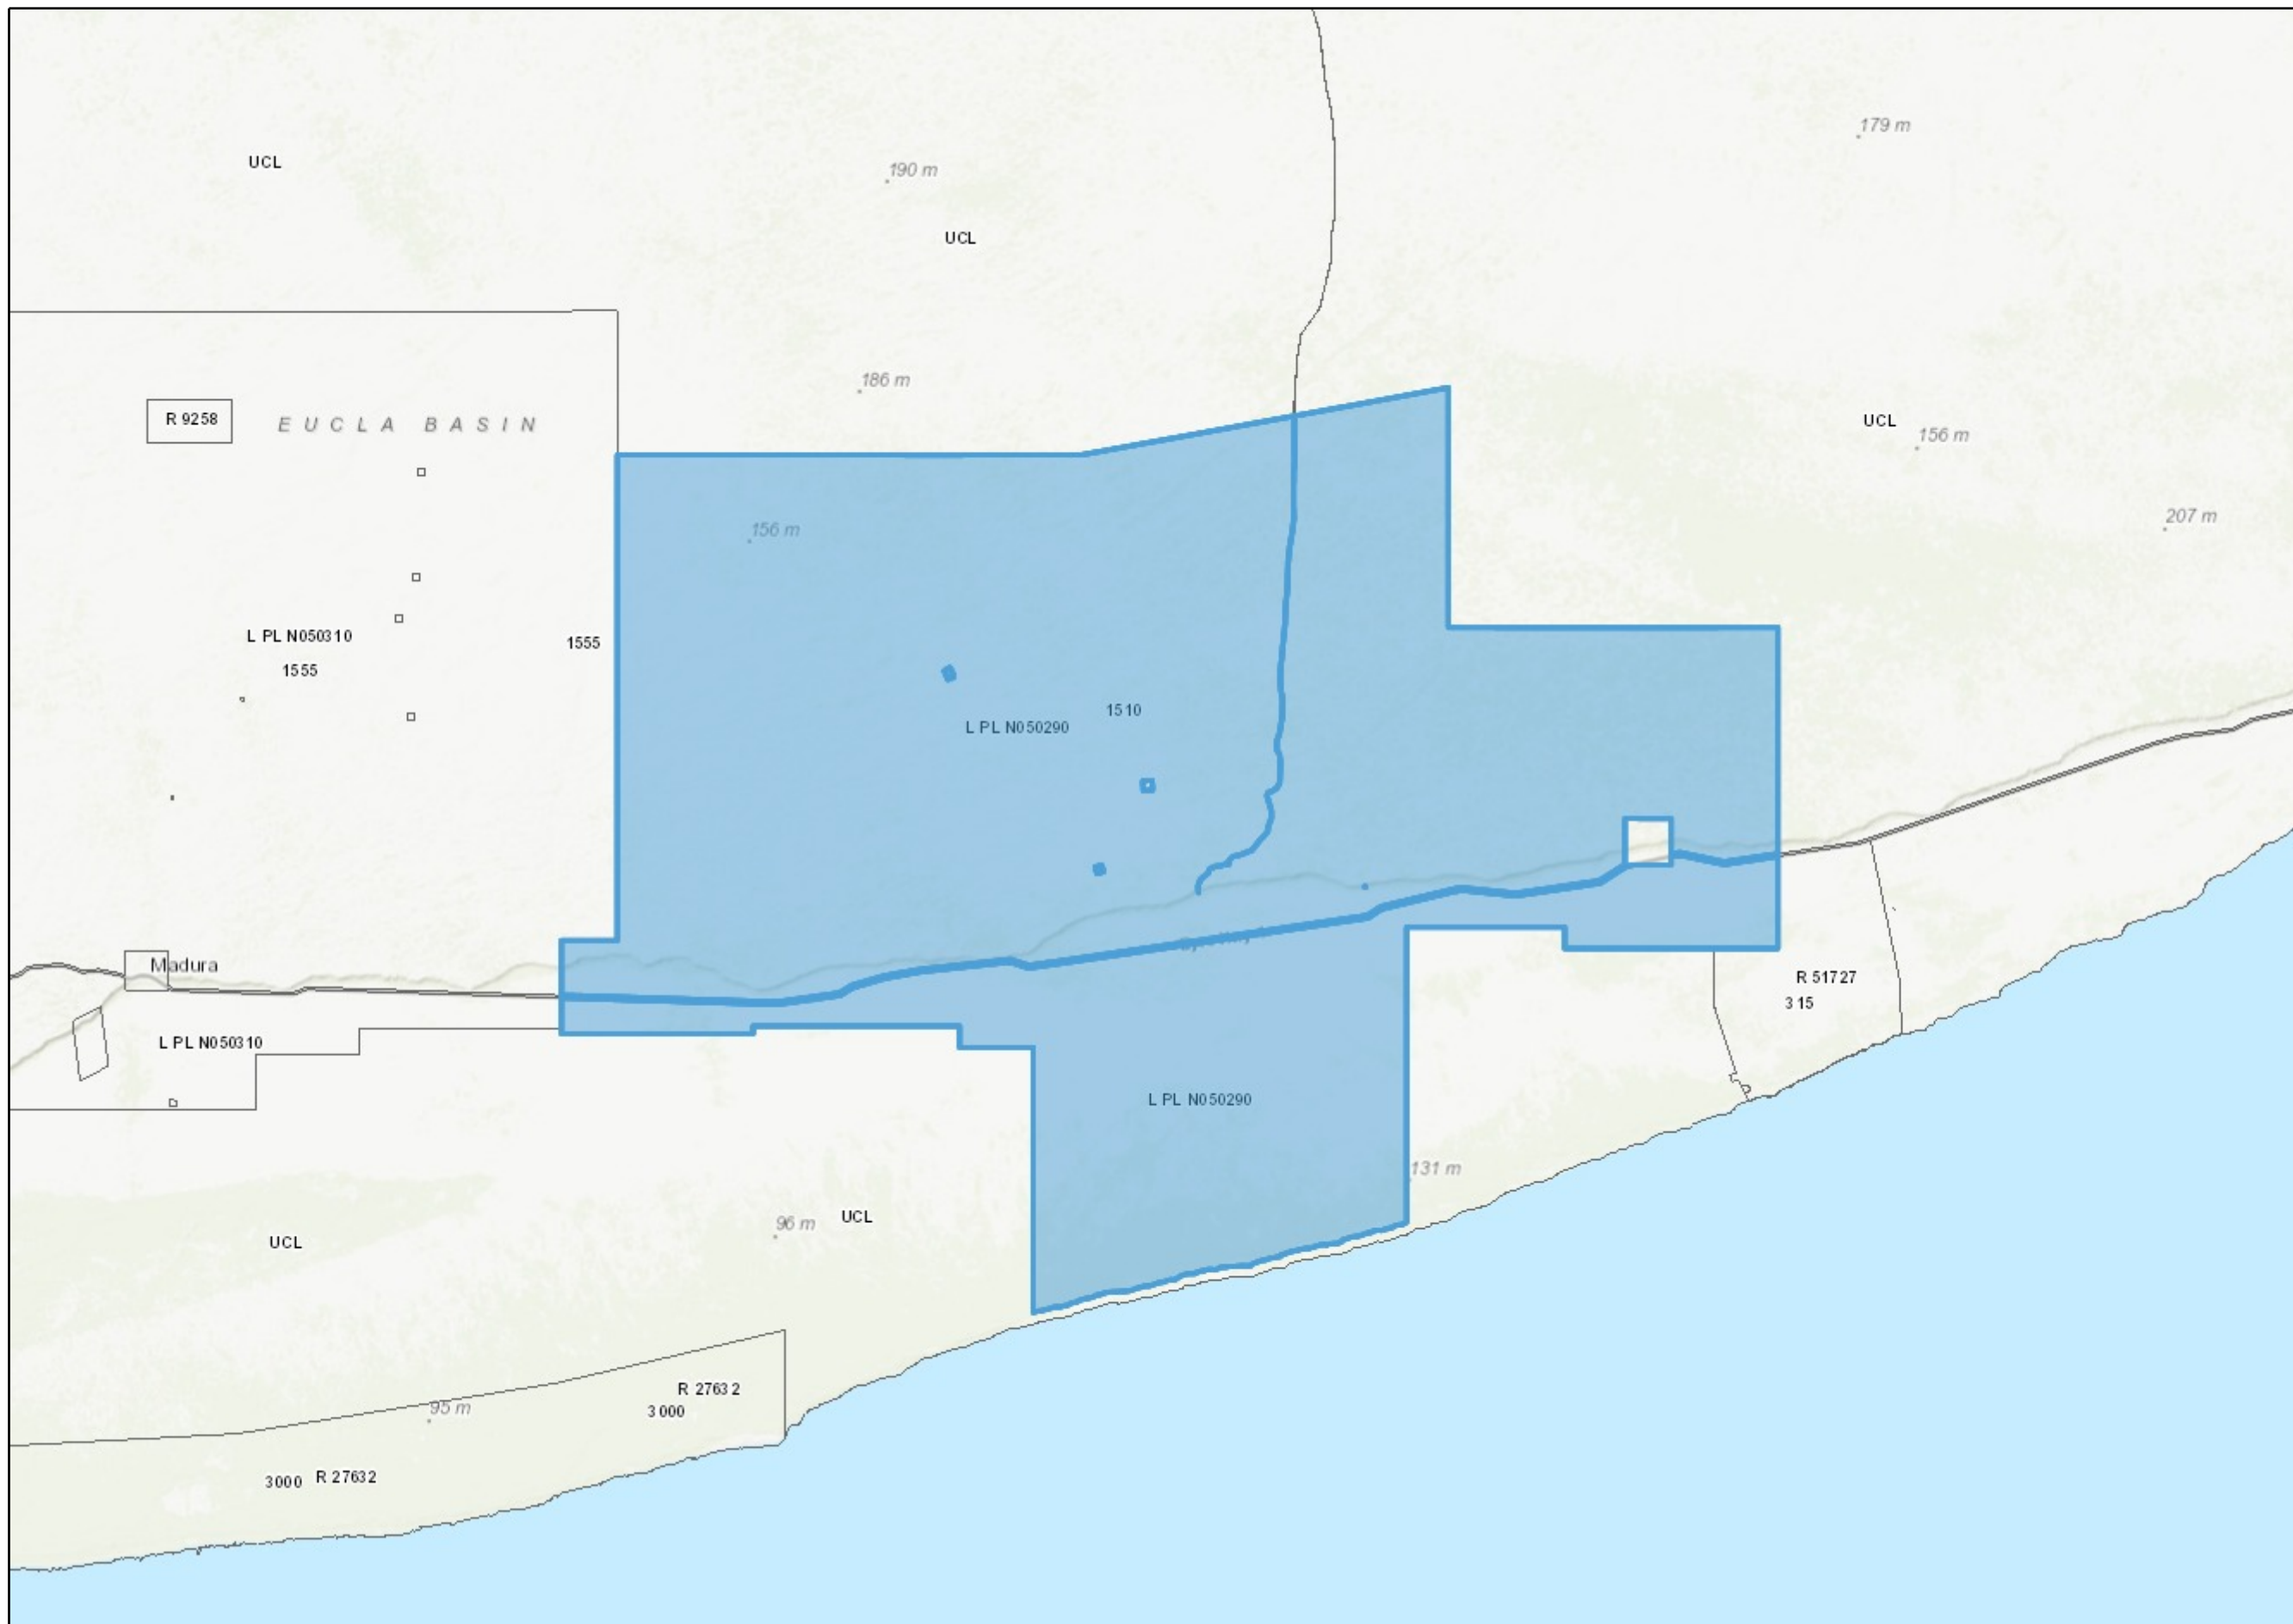 179 m
UCL
190 m
UCL
186 m
R 9258
EUCLA BASIN
UCL
156 m
207 m
156 m
L PL N050310
1555
1555
1510
L PL N050290
Madura
R 51727
315
L PL N050310
L PL N050290
131 m
96 m
UCL
UCL
R 27632
3000
95 m
3000 R 27632